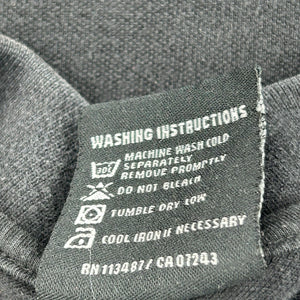 WASHING INSTRUCTIONS
MACHINE WASH COLD
SEPARATELY
REMOVE PROMPTLY
DO NOT BLEACH
TUMBLE DRY LOW
COOL IRON IF NECESSARY
RN 113487 / CA 07243